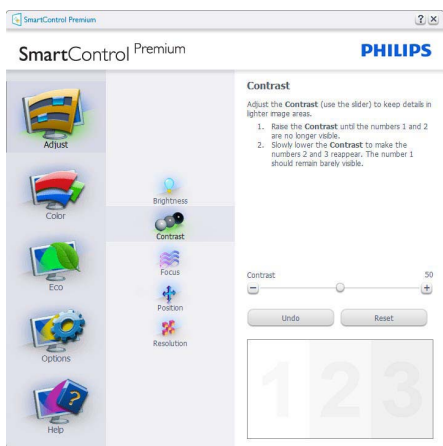 SmartControl Premium
SmartControl Premium
PHILIPS
Adjust
Color
Eco
Options
Help
Brightness
Contrast
Focus
Position
Resolution
Contrast
Adjust the Contrast (use the slider) to keep details in
lighter image areas.
1. Raise the Contrast until the numbers 1 and 2
are no longer visible.
2. Slowly lower the Contrast to make the
numbers 2 and 3 reappear. The number 1
should remain barely visible.
Contrast 50
Undo Reset
1 2 3